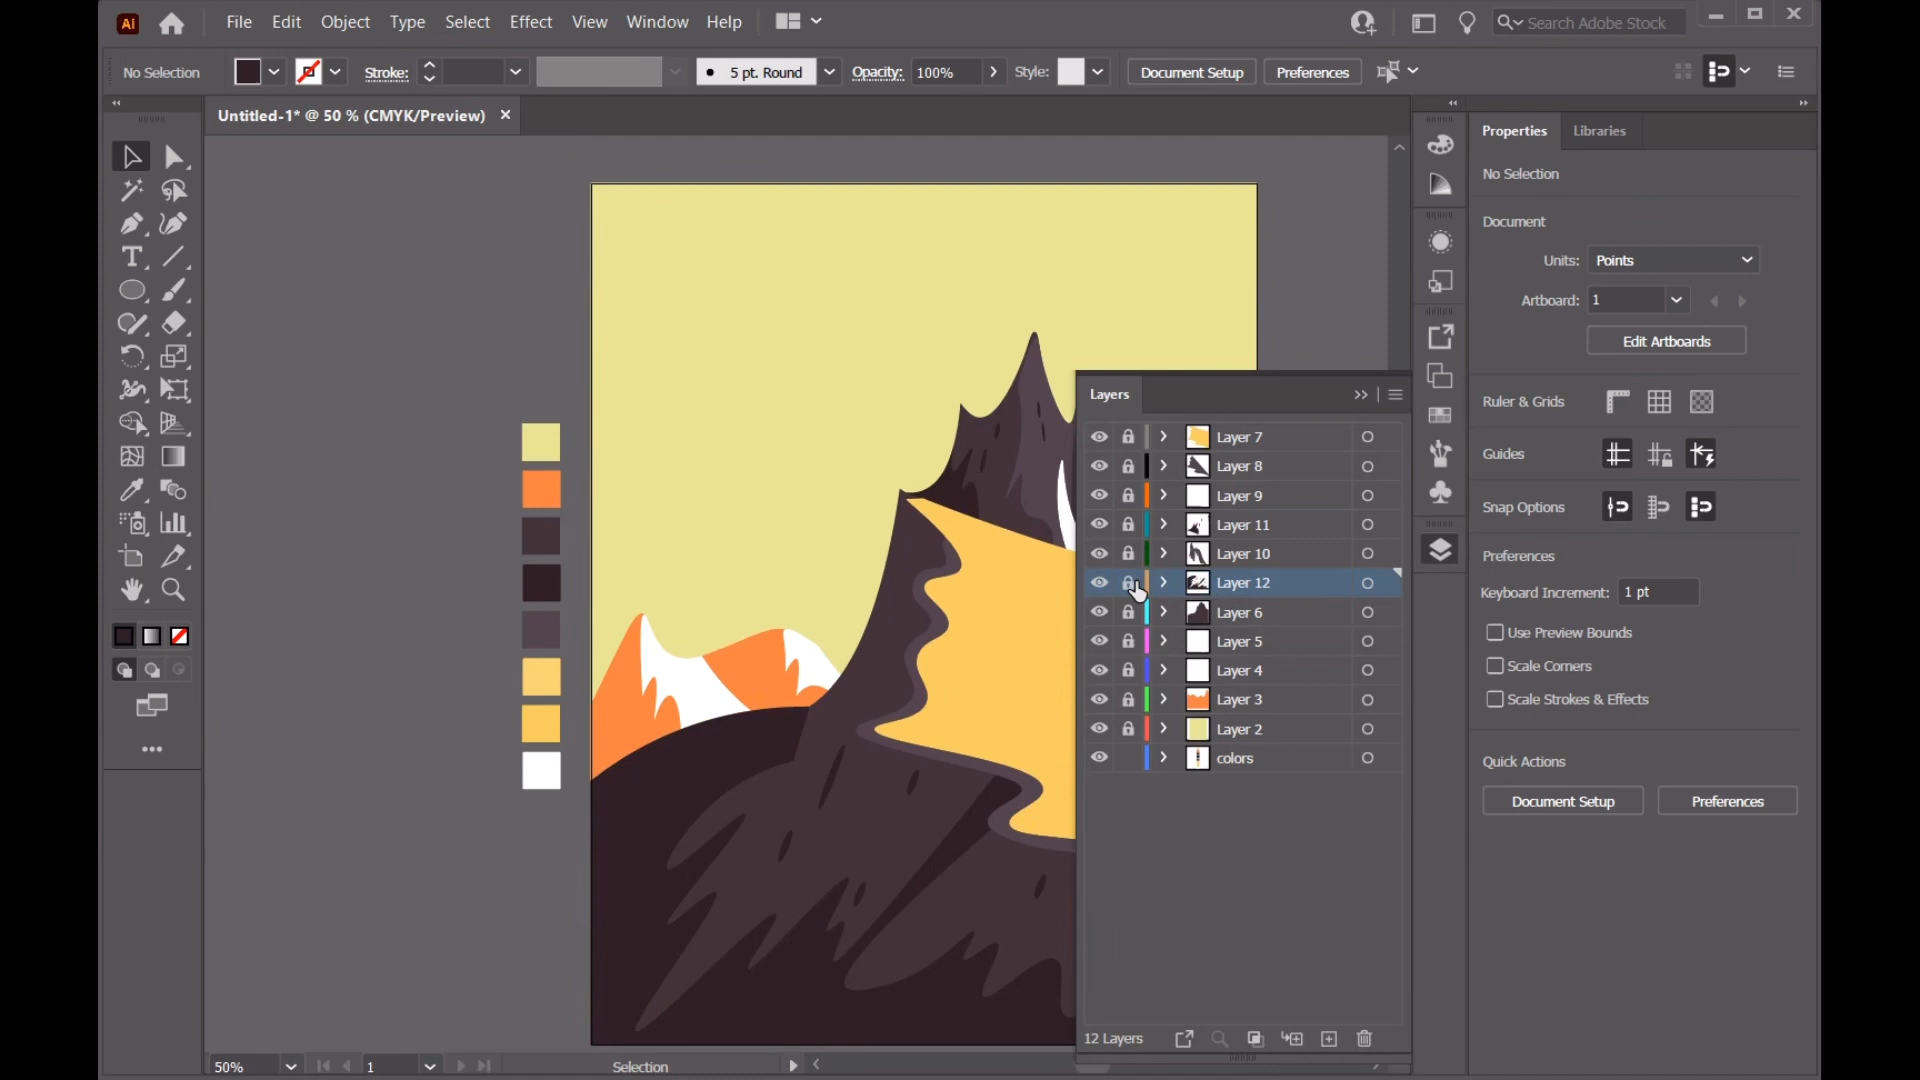 Ai File Edit Object Type Select Effect View Window Help Search Adobe Stock
No Selection Stroke: 5 pt. Round Opacity: 100% Style: Document Setup Preferences
Untitled-1* @ 50 % (CMYK/Preview)
Properties Libraries
No Selection
Document
Units: Points
Artboard: 1
Edit Artboards
Ruler & Grids
Guides
Snap Options
Preferences
Keyboard Increment: 1 pt
Use Preview Bounds
Scale Corners
Scale Strokes & Effects
Quick Actions
Document Setup Preferences
Layers
Layer 7
Layer 8
Layer 9
Layer 11
Layer 10
Layer 12
Layer 6
Layer 5
Layer 4
Layer 3
Layer 2
colors
12 Layers
50% 1 Selection